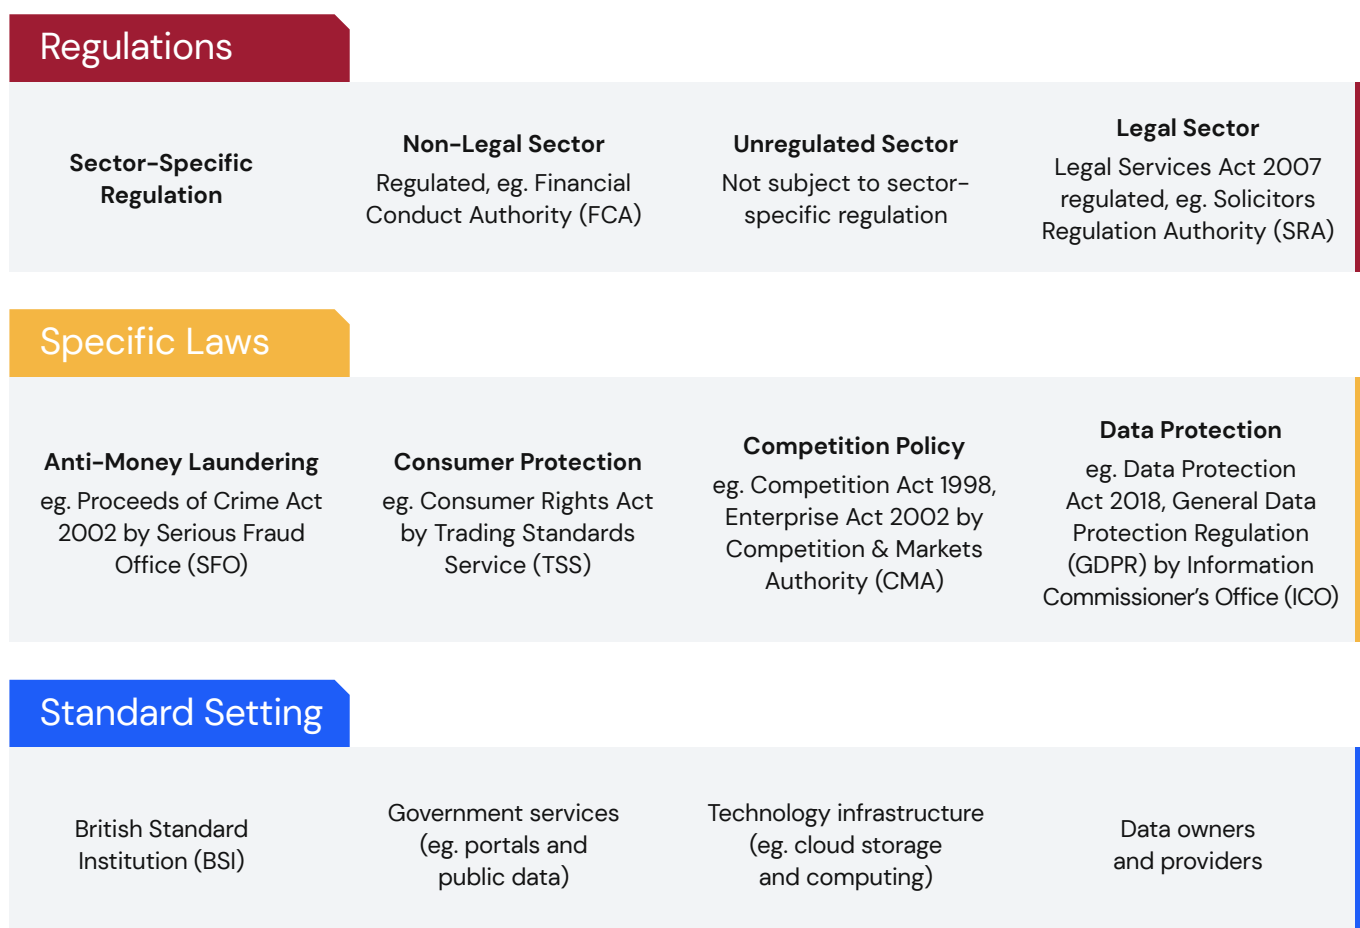 Regulations
Sector-Specific
Regulation
Non-Legal Sector
Regulated, eg. Financial
Conduct Authority (FCA)
Unregulated Sector
Not subject to sector-
specific regulation
Legal Sector
Legal Services Act 2007
regulated, eg. Solicitors
Regulation Authority (SRA)
Specific Laws
Anti-Money Laundering
eg. Proceeds of Crime Act
2002 by Serious Fraud
Office (SFO)
Consumer Protection
eg. Consumer Rights Act
by Trading Standards
Service (TSS)
Competition Policy
eg. Competition Act 1998,
Enterprise Act 2002 by
Competition & Markets
Authority (CMA)
Data Protection
eg. Data Protection
Act 2018, General Data
Protection Regulation
(GDPR) by Information
Commissioner’s Office (ICO)
Standard Setting
British Standard
Institution (BSI)
Government services
(eg. portals and
public data)
Technology infrastructure
(eg. cloud storage
and computing)
Data owners
and providers